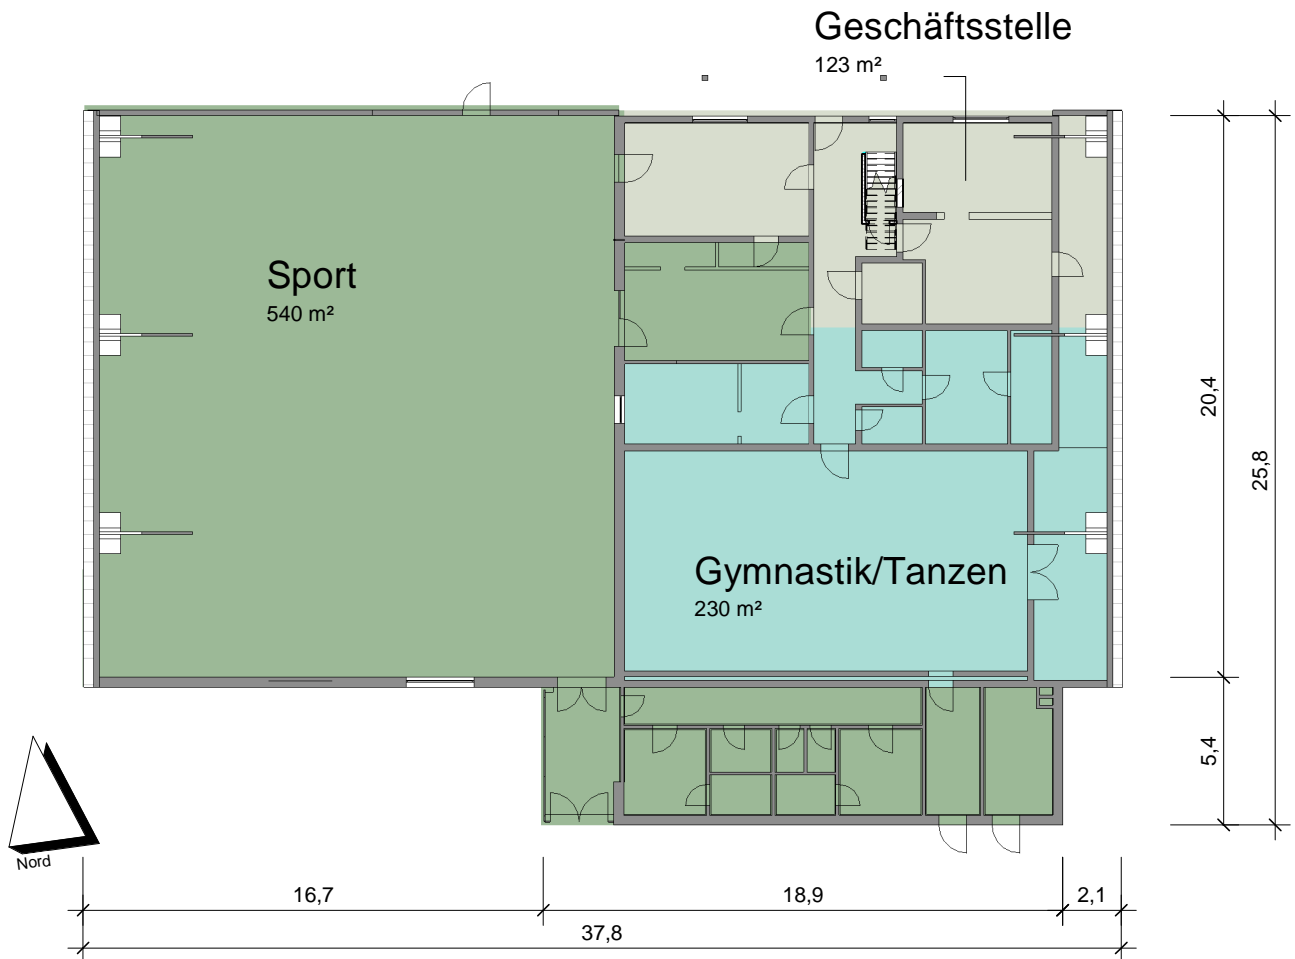 Geschäftsstelle
123 m²
Sport
540 m²
20,4
25,8
Gymnastik/Tanzen
230 m²
5,4
Nord
16,7
18,9
2,1
37,8